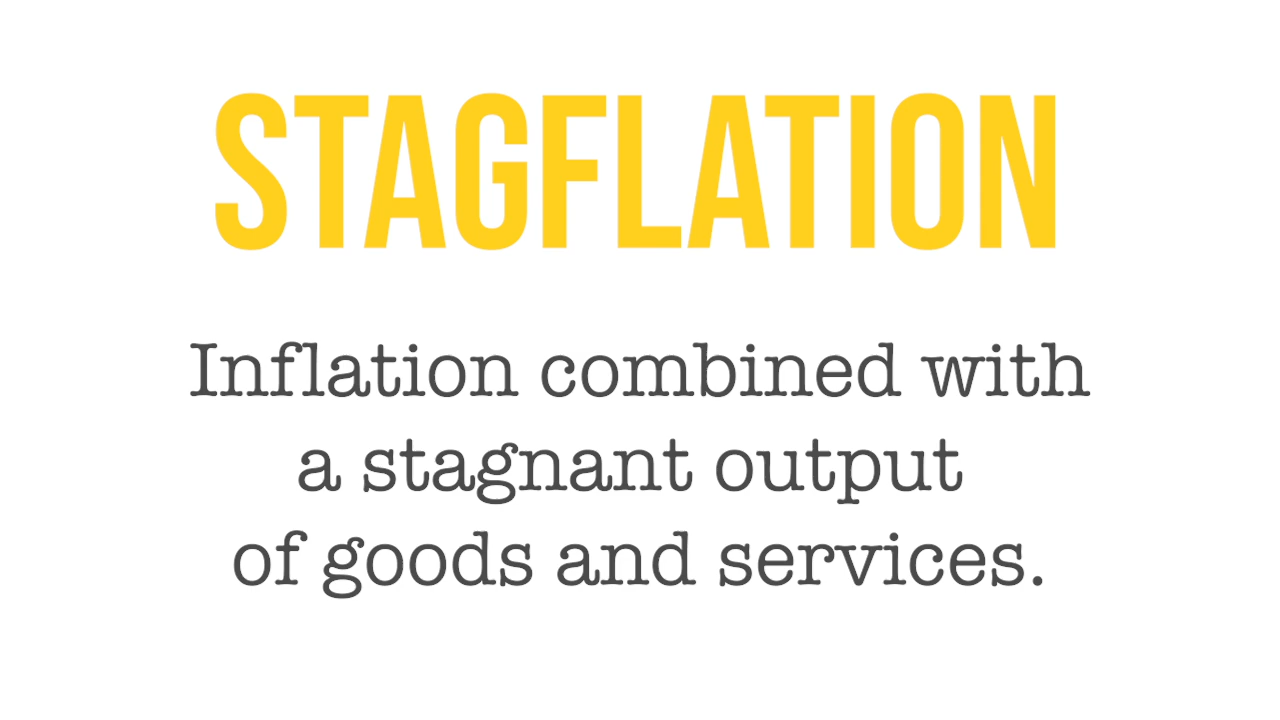 STAGFLATION
Inflation combined with
a stagnant output
of goods and services.